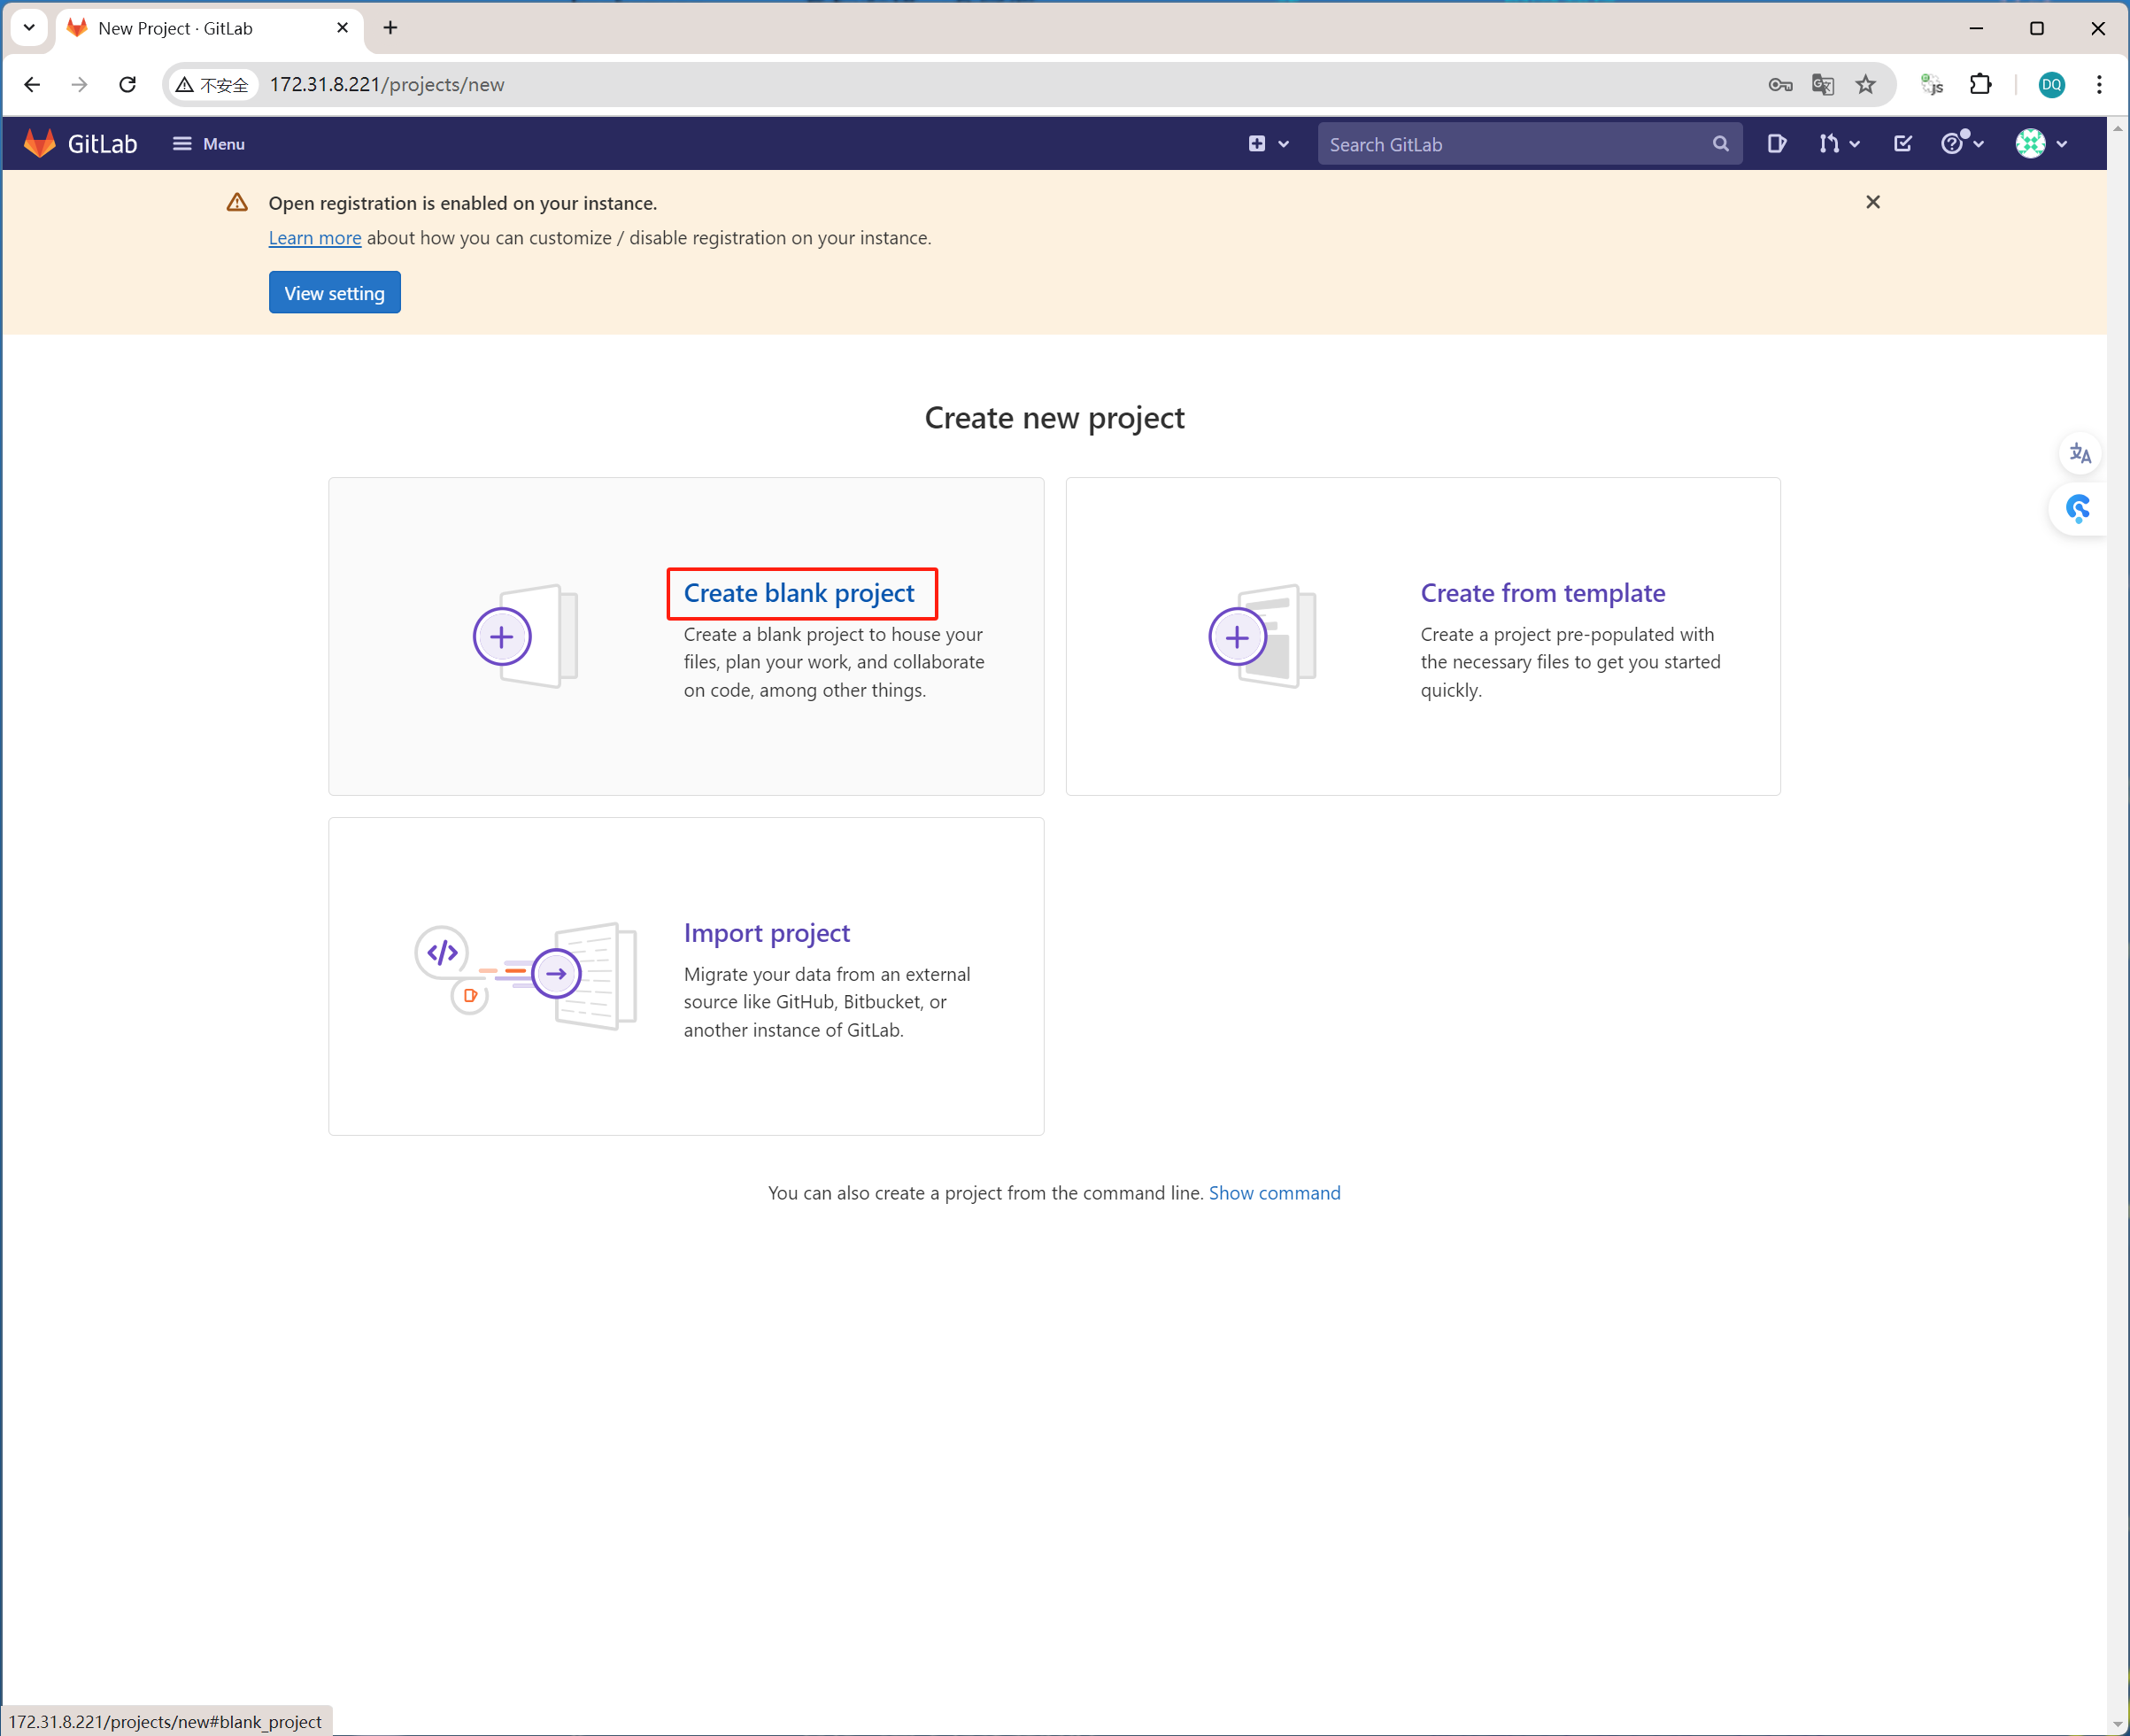 New Project · GitLab
不安全
172.31.8.221/projects/new
js
DQ
GitLab
Menu
Search GitLab
Open registration is enabled on your instance.
Learn more about how you can customize / disable registration on your instance.
View setting
Create new project
Create blank project
Create a blank project to house your
files, plan your work, and collaborate
on code, among other things.
Create from template
Create a project pre-populated with
the necessary files to get you started
quickly.
Import project
Migrate your data from an external
source like GitHub, Bitbucket, or
another instance of GitLab.
You can also create a project from the command line. Show command
172.31.8.221/projects/new#blank_project